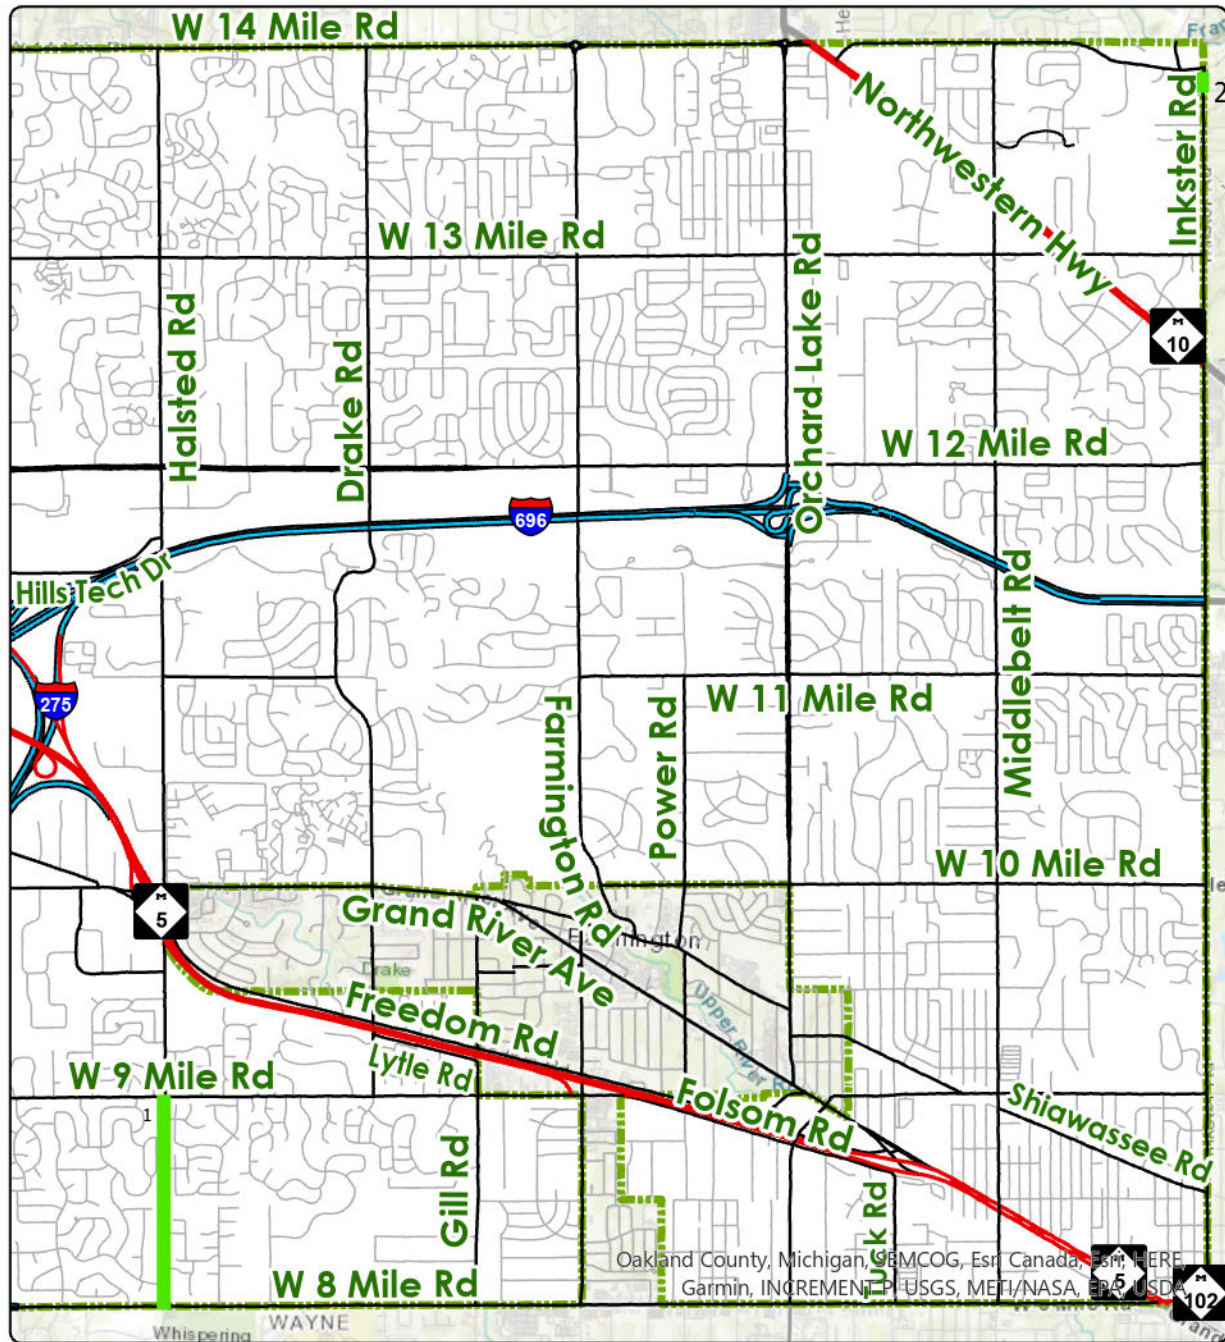 W 14 Mile Rd
Northwestern Hwy
Inkster Rd
2
W 13 Mile Rd
Orchard Lake Rd
Halsted Rd
Drake Rd
M
10
W 12 Mile Rd
696
Hills Tech Dr
Middlebelt Rd
275
Farmington Rd
Power Rd
W 11 Mile Rd
W 10 Mile Rd
M
5
Grand River Ave
Farmington
Drake
Freedom Rd
Upper River
Lytle Rd
W 9 Mile Rd
Folsom Rd
Shiawassee Rd
1
Gill Rd
Tuck Rd
Oakland County, Michigan, SEMCOG, Esri Canada, Esri, HERE,
Garmin, INCREMENT P, USGS, METI/NASA, EPA, USDA
M
5
M
102
W 8 Mile Rd
WAYNE
Whispering